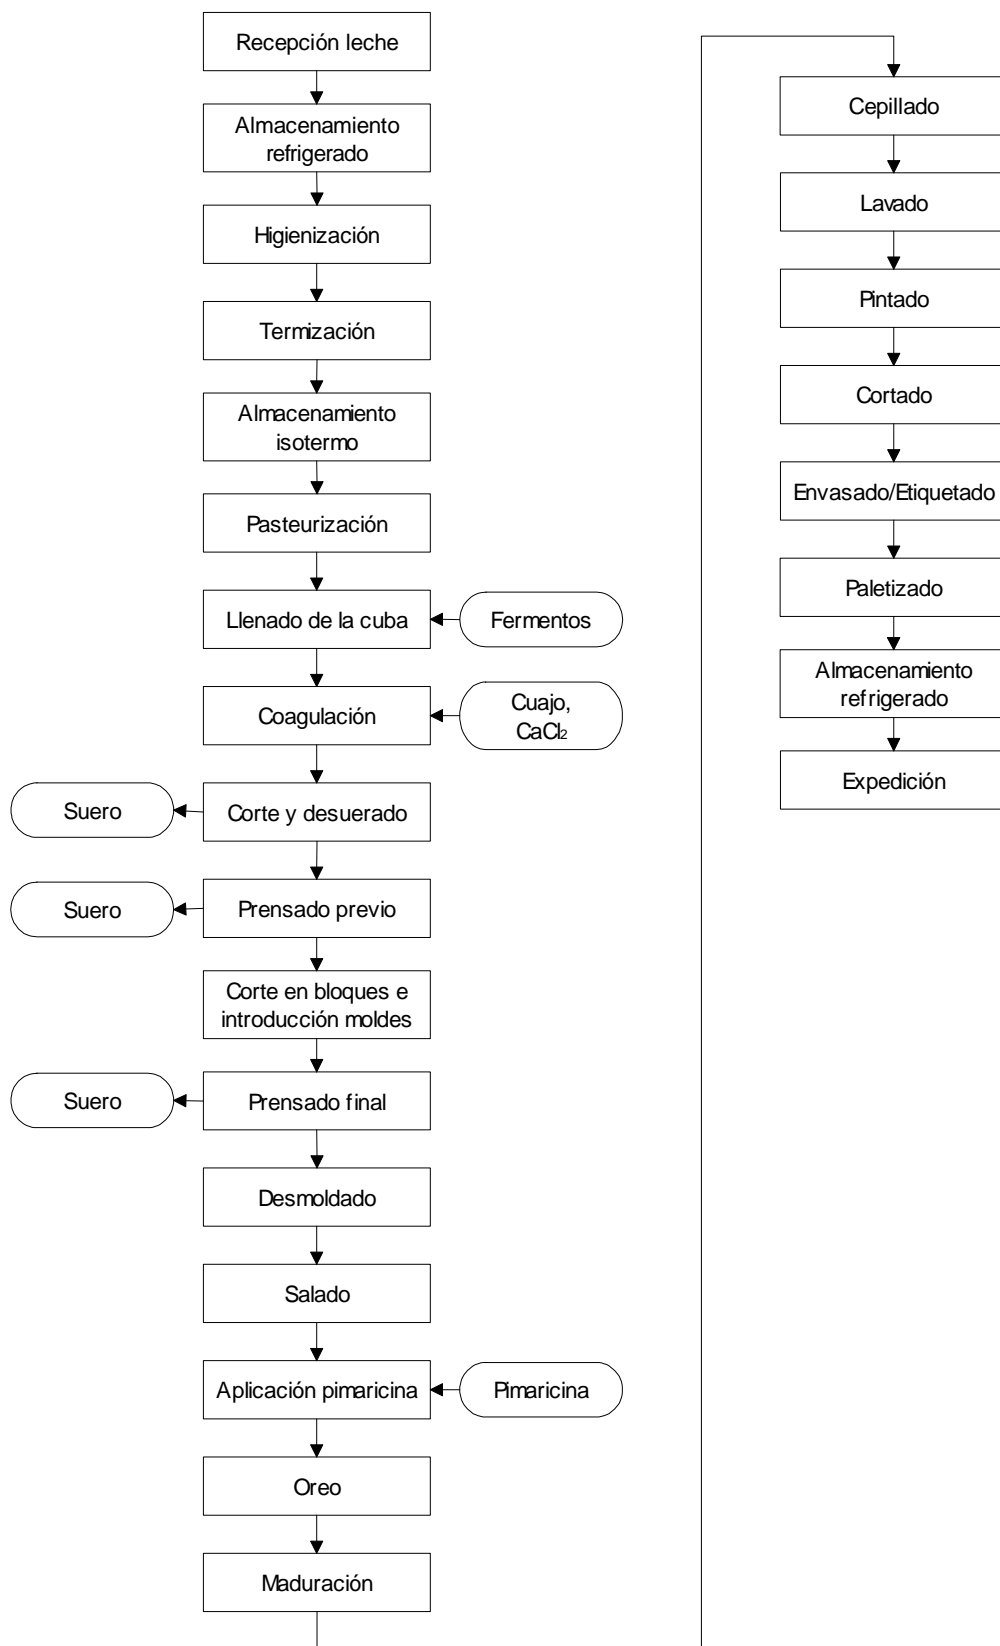 Recepción leche
Almacenamiento
refrigerado
Higienización
Termización
Almacenamiento
isotermo
Pasteurización
Llenado de la cuba
Fermentos
Coagulación
Cuajo,
CaCl₂
Suero
Corte y desuerado
Suero
Prensado previo
Corte en bloques e
introducción moldes
Suero
Prensado final
Desmoldado
Salado
Aplicación pimaricina
Pimaricina
Oreo
Maduración
Cepillado
Lavado
Pintado
Cortado
Envasado/Etiquetado
Paletizado
Almacenamiento
refrigerado
Expedición